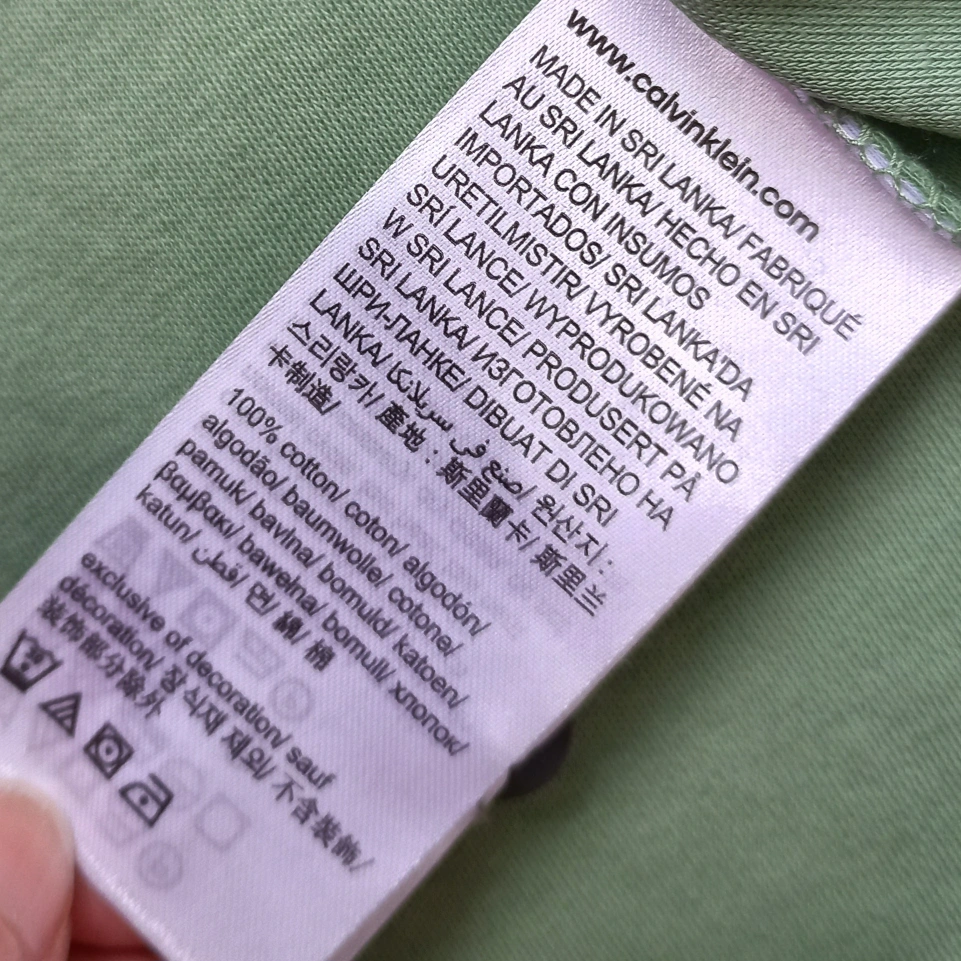 www.calvinklein.com
MADE IN SRI LANKA/ FABRIQUÉ
AU SRI LANKA/ HECHO EN SRI
LANKA CON INSUMOS
IMPORTADOS/ SRI LANKA'DA
URETILMISTIR/ VYROBENÉ NA
SRÍ LANCE/ WYPRODUKOWANO
W SRI LANCE/ PRODUSERT PÅ
SRI LANKA/ ИЗГОТОВЛЕНО НА
ШРИ-ЛАНКЕ/ DIBUAT DI SRI
LANKA/ صنع في سريلانكا/ 원산지:
스리랑카/ 產地：斯里蘭卡/ 斯里兰
卡制造/
100% cotton/ coton/ algodón/
algodão/ baumwolle/ cotone/
pamuk/ bavlna/ bomuld/ katoen/
βαμβακι/ bawełna/ bomull/ хлопок/
katun/ قطن/ 면/ 綿/ 棉
exclusive of decoration/ sauf
décoration/ 장식재 제외/ 不含裝飾/
装饰部分除外